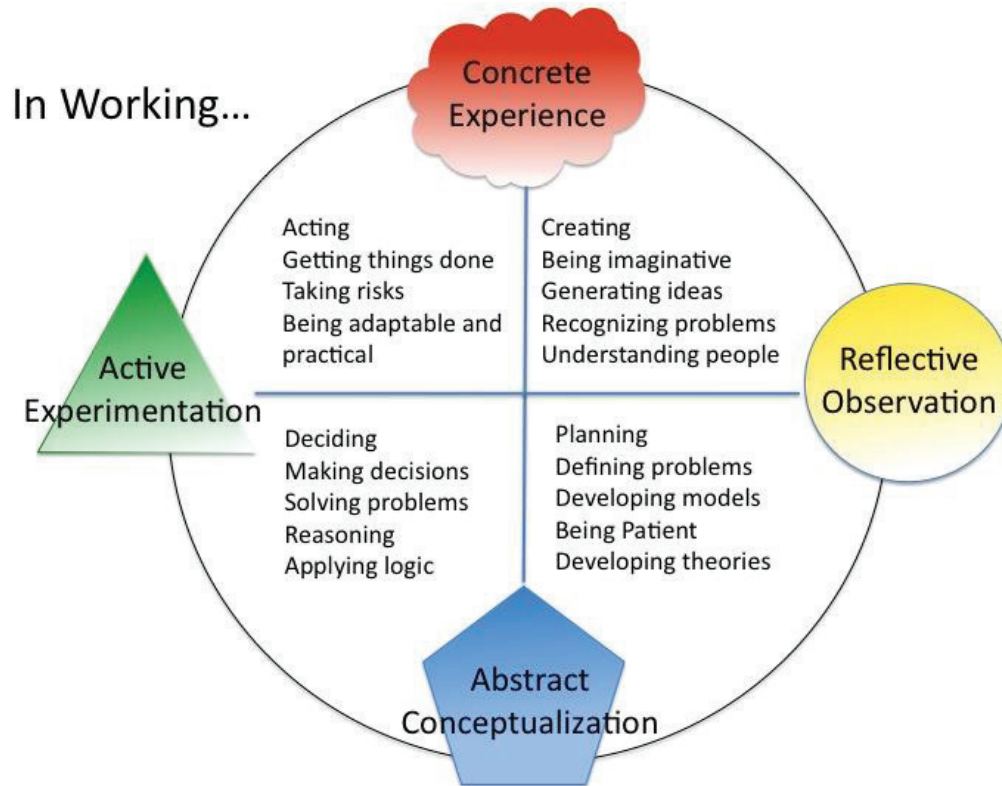 Concrete
Experience
In Working...
Acting
Getting things done
Taking risks
Being adaptable and
practical
Creating
Being imaginative
Generating ideas
Recognizing problems
Understanding people
Active
Experimentation
Reflective
Observation
Deciding
Making decisions
Solving problems
Reasoning
Applying logic
Planning
Defining problems
Developing models
Being Patient
Developing theories
Abstract
Conceptualization